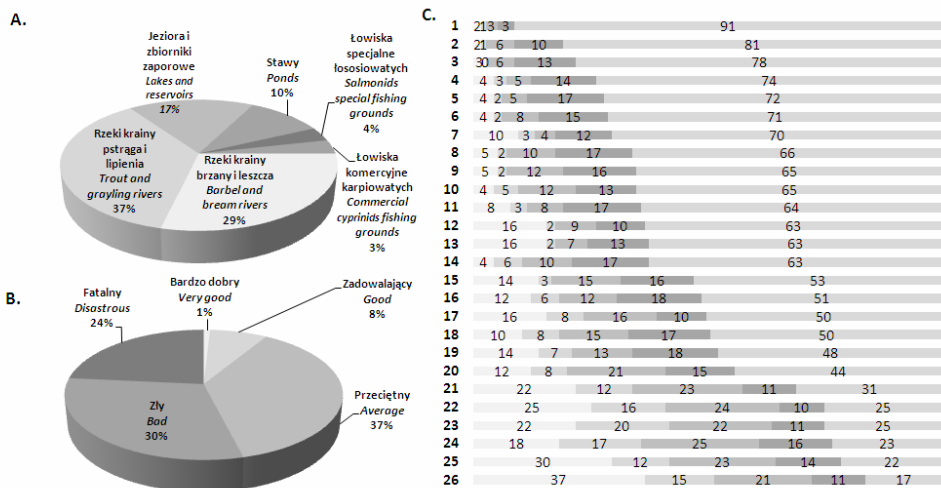 A.
Jeziora i
zbiorniki
zaporowe
Lakes and
reservoirs
17%
Stawy
Ponds
10%
Łowiska
specjalne
łososiowatych
Salmonids
special fishing
grounds
4%
Rzeki krainy
pstrąga i
lipienia
Trout and
grayling rivers
37%
Rzeki krainy
brzany i leszcza
Barbel and
bream rivers
29%
Łowiska
komercyjne
karpiowatych
Commercial
cyprinids fishing
grounds
3%
B.
Fatalny
Disastrous
24%
Bardzo dobry
Very good
1%
Zadowalający
Good
8%
Zły
Bad
30%
Przeciętny
Average
37%
C.
1 2 1 3 3 91
2 2 1 6 10 81
3 3 0 6 13 78
4 4 3 5 14 74
5 4 2 5 17 72
6 4 2 8 15 71
7 10 3 4 12 70
8 5 2 10 17 66
9 5 2 12 16 65
10 4 5 12 13 65
11 8 3 8 17 64
12 16 2 9 10 63
13 16 2 7 13 63
14 4 6 10 17 63
15 14 3 15 16 53
16 12 6 12 18 51
17 16 8 16 10 50
18 10 8 15 17 50
19 14 7 13 18 48
20 12 8 21 15 44
21 22 12 23 11 31
22 25 16 24 10 25
23 22 20 22 11 25
24 18 17 25 16 23
25 30 12 23 14 22
26 37 15 21 11 17